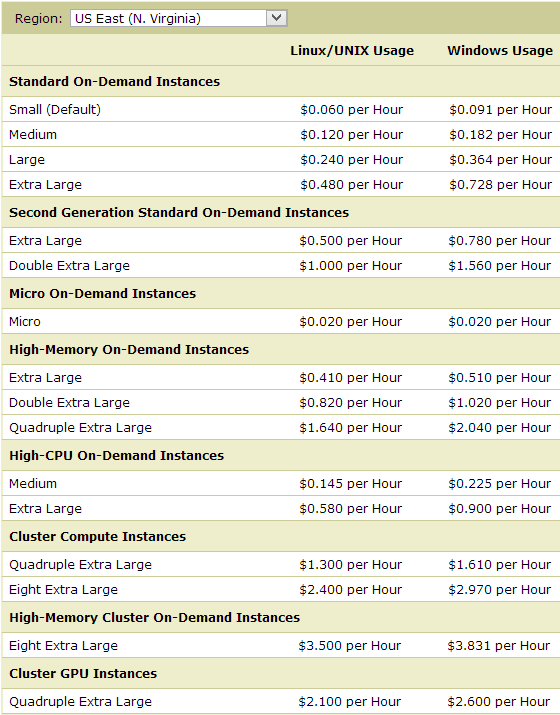 Region: US East (N. Virginia)
Linux/UNIX Usage Windows Usage
Standard On-Demand Instances
Small (Default) $0.060 per Hour $0.091 per Hour
Medium $0.120 per Hour $0.182 per Hour
Large $0.240 per Hour $0.364 per Hour
Extra Large $0.480 per Hour $0.728 per Hour
Second Generation Standard On-Demand Instances
Extra Large $0.500 per Hour $0.780 per Hour
Double Extra Large $1.000 per Hour $1.560 per Hour
Micro On-Demand Instances
Micro $0.020 per Hour $0.020 per Hour
High-Memory On-Demand Instances
Extra Large $0.410 per Hour $0.510 per Hour
Double Extra Large $0.820 per Hour $1.020 per Hour
Quadruple Extra Large $1.640 per Hour $2.040 per Hour
High-CPU On-Demand Instances
Medium $0.145 per Hour $0.225 per Hour
Extra Large $0.580 per Hour $0.900 per Hour
Cluster Compute Instances
Quadruple Extra Large $1.300 per Hour $1.610 per Hour
Eight Extra Large $2.400 per Hour $2.970 per Hour
High-Memory Cluster On-Demand Instances
Eight Extra Large $3.500 per Hour $3.831 per Hour
Cluster GPU Instances
Quadruple Extra Large $2.100 per Hour $2.600 per Hour